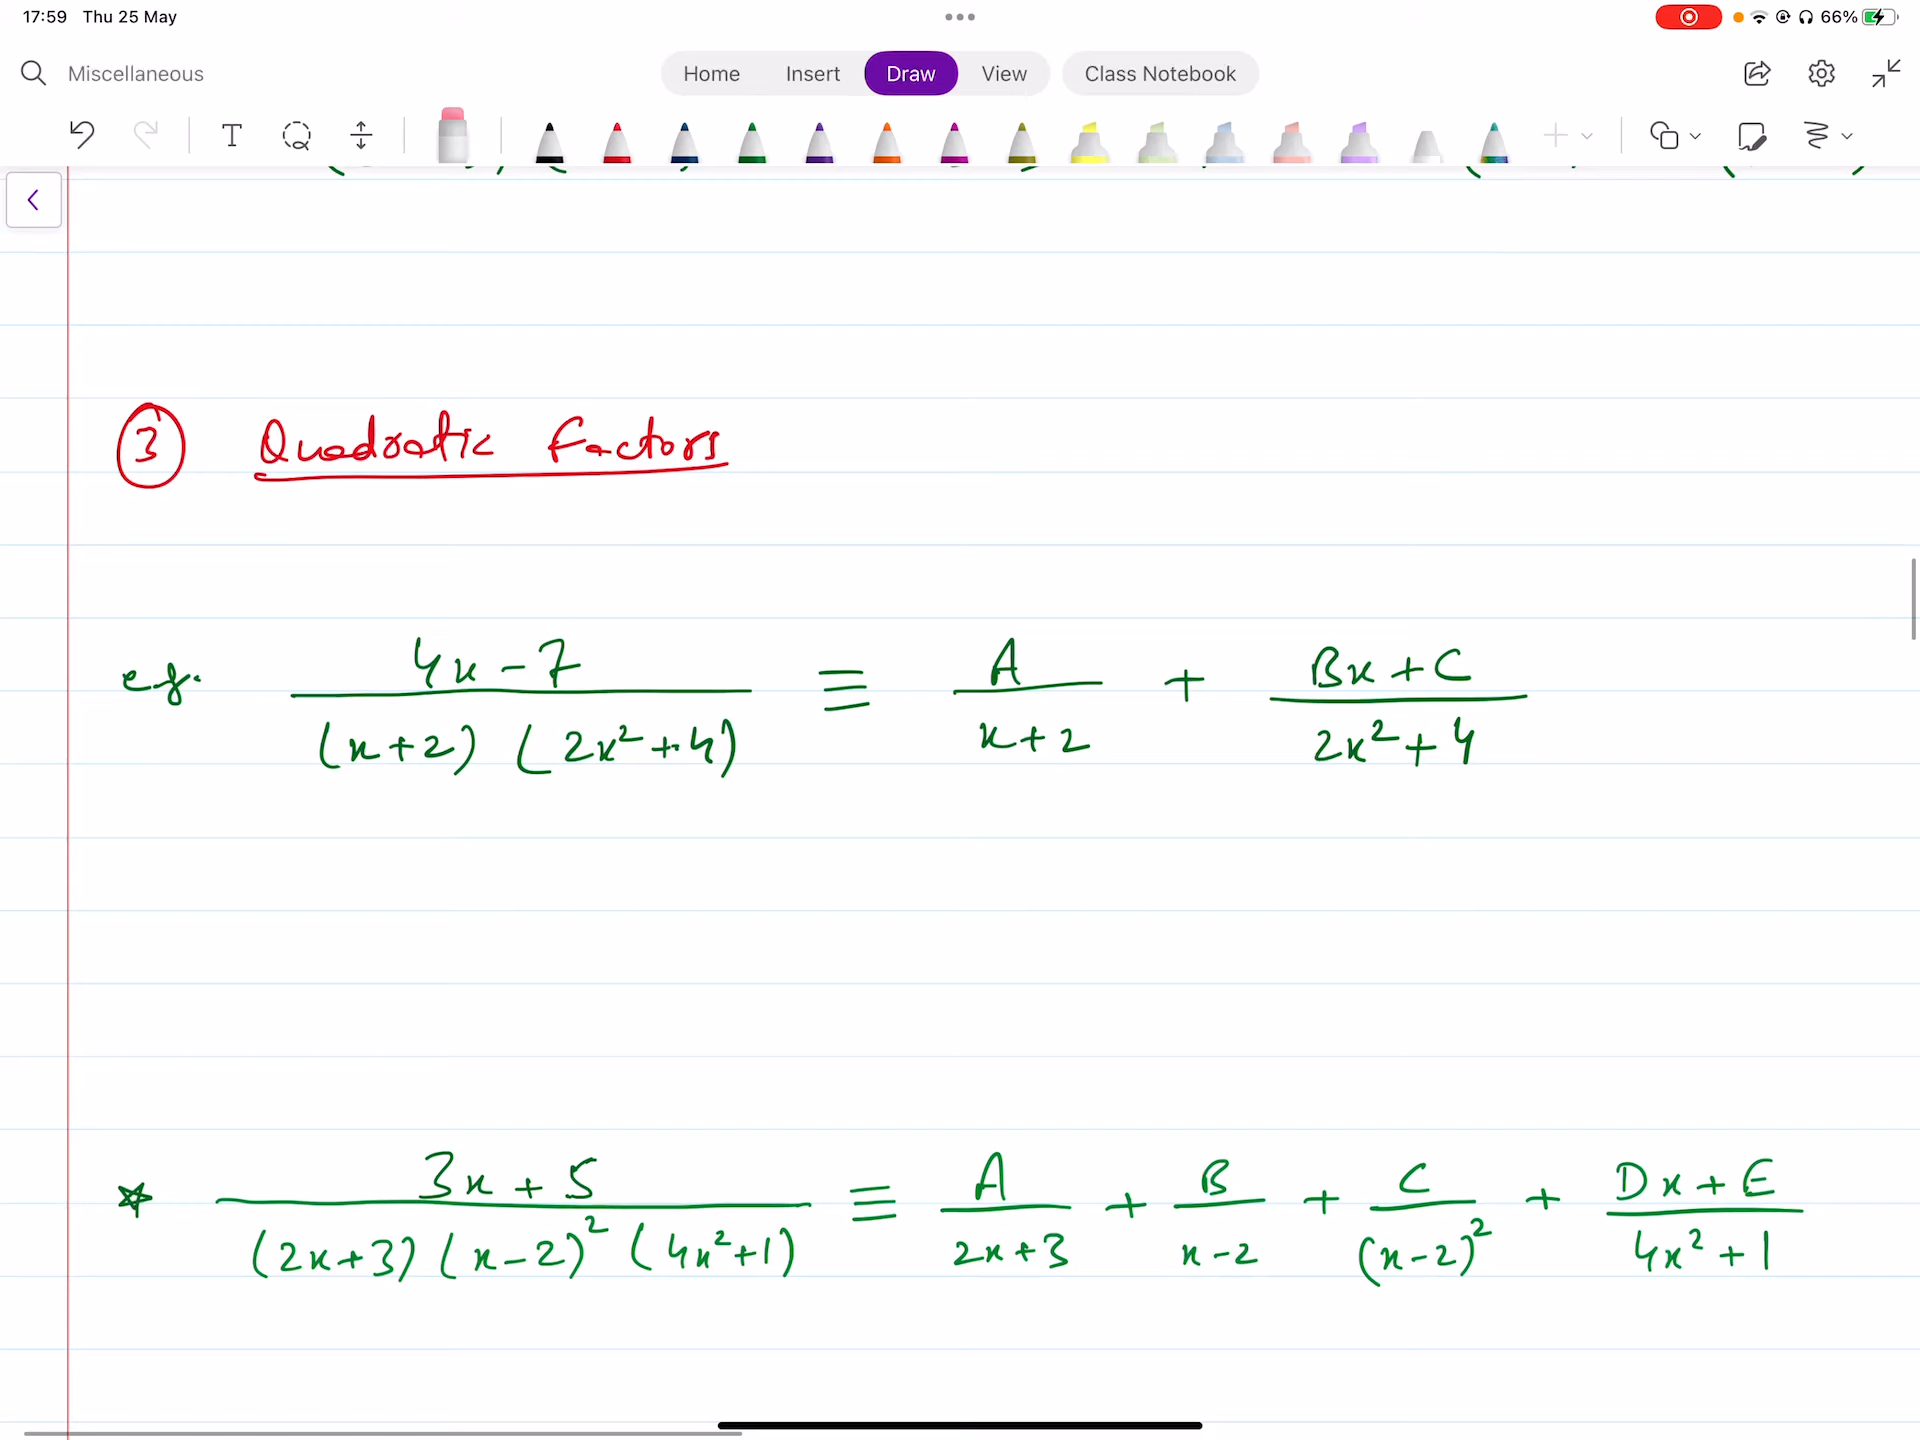 17:59 Thu 25 May
66%
Miscellaneous
Home Insert Draw View Class Notebook
T
③ Quadratic Factors
eg. (4x-7)/((x+2)(2x²+4)) ≡ A/(x+2) + (Bx+C)/(2x²+4)
* (3x+5)/((2x+3)(x-2)²(4x²+1)) ≡ A/(2x+3) + B/(x-2) + C/(x-2)² + (Dx+E)/(4x²+1)